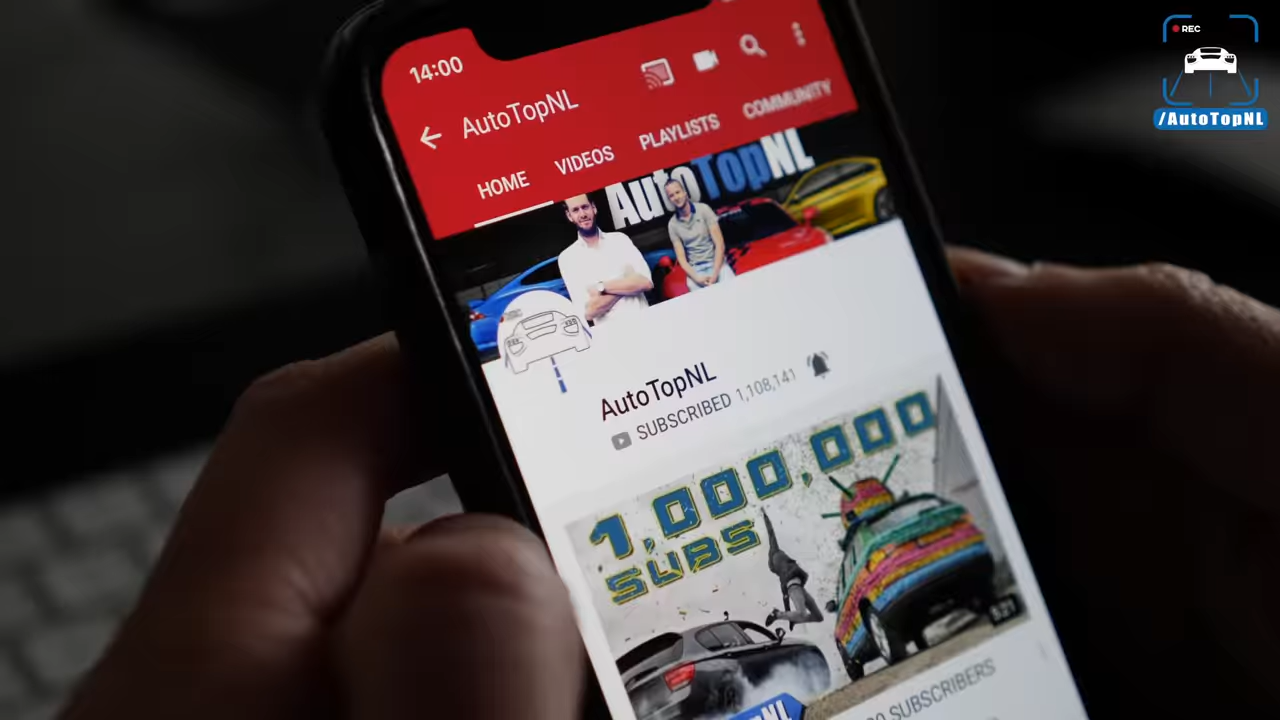 14:00
REC
/AutoTopNL
AutoTopNL
HOME
VIDEOS
PLAYLISTS
COMMUNITY
AutoTopNL
AutoTopNL
SUBSCRIBED 1,108,141
1,000,000
SUBS
SUBSCRIBERS